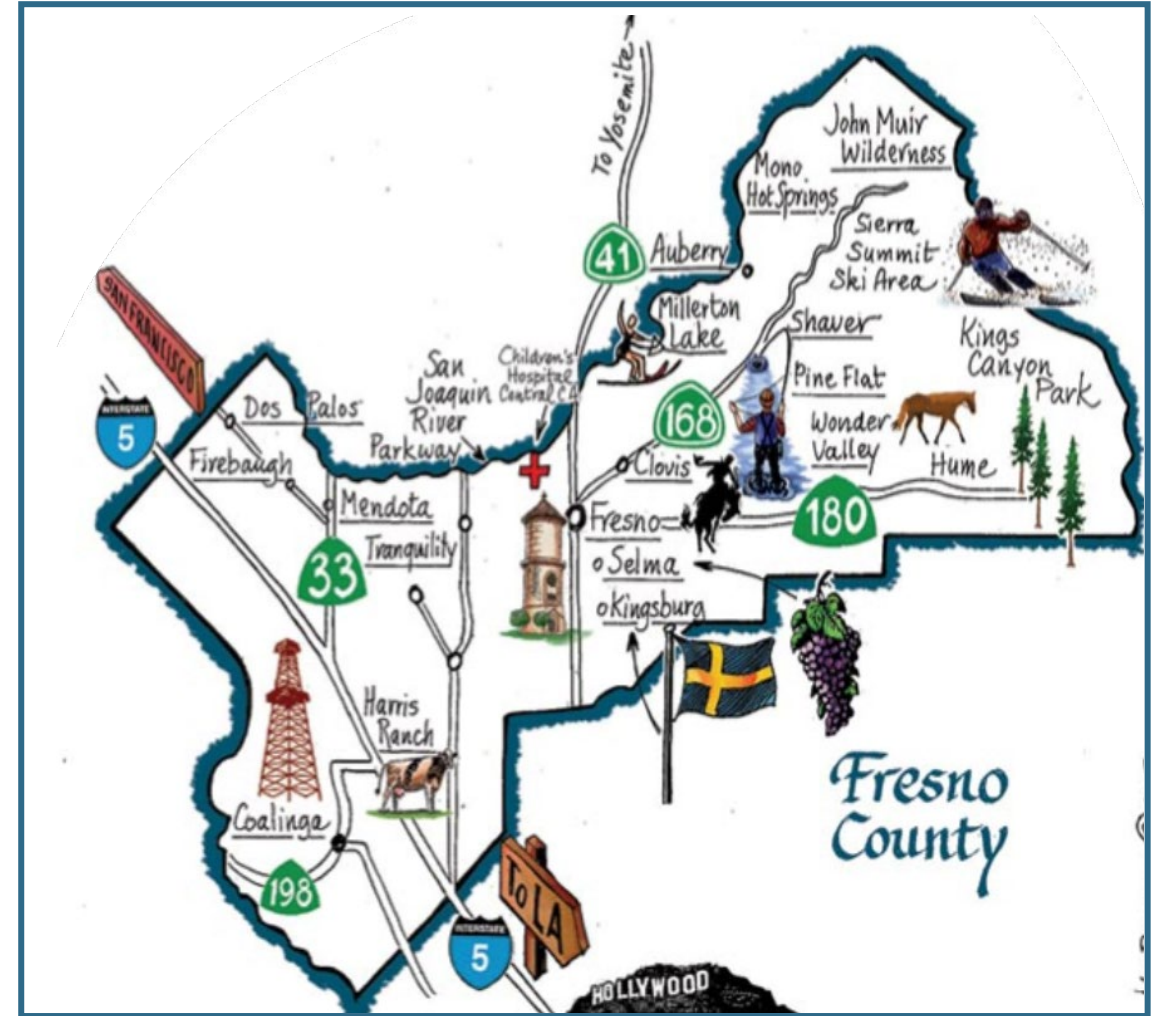 To Yosemite
John Muir
Wilderness
Mono
Hot Springs
41
Auberry
Sierra
Summit
Ski Area
SAN FRANCISCO
Millerton
Lake
Shaver
Kings
Canyon
Park
San
Joaquin
River
Parkway
Children's
Hospital
Central CA
Pine Flat
INTERSTATE
5
Dos Palos
168
Wonder
Valley
Firebaugh
Clovis
Hume
Mendota
180
Fresno
Tranquility
33
Selma
Kingsburg
Harris
Ranch
Fresno
County
Coalinga
198
To LA
INTERSTATE
5
HOLLYWOOD